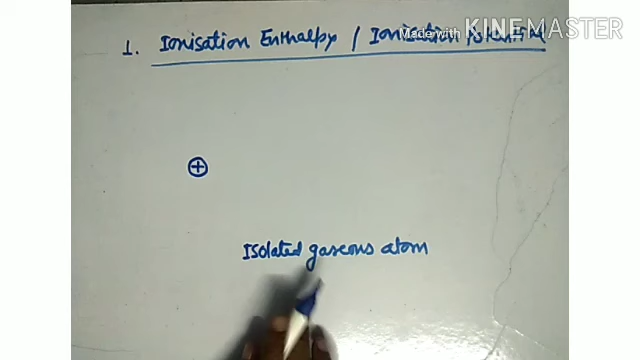 1. Ionisation Enthalpy / Ionisation
Made with KINEMASTER
+
Isolated gaseous atom